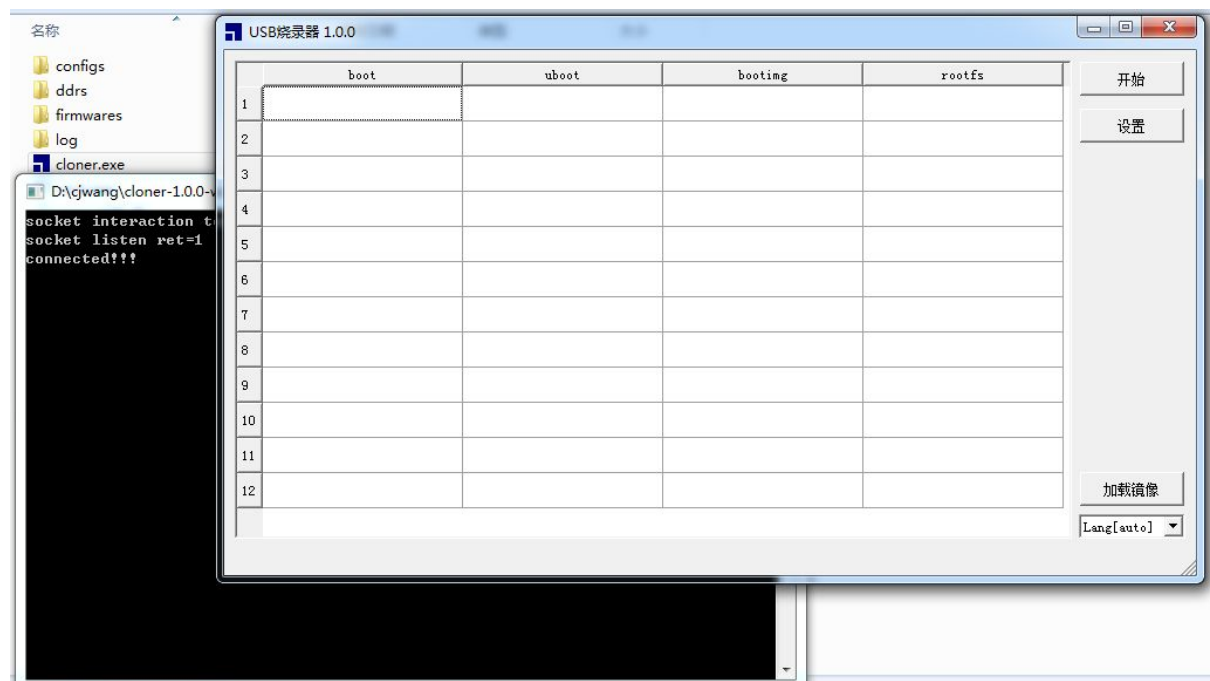 名称
configs
ddrs
firmwares
log
cloner.exe
D:\cjwang\cloner-1.0.0-
socket interaction
socket listen ret=1
connected!!!
USB烧录器 1.0.0
boot uboot booting rootfs
1
2
3
4
5
6
7
8
9
10
11
12
开始
设置
加载镜像
Lang[auto]